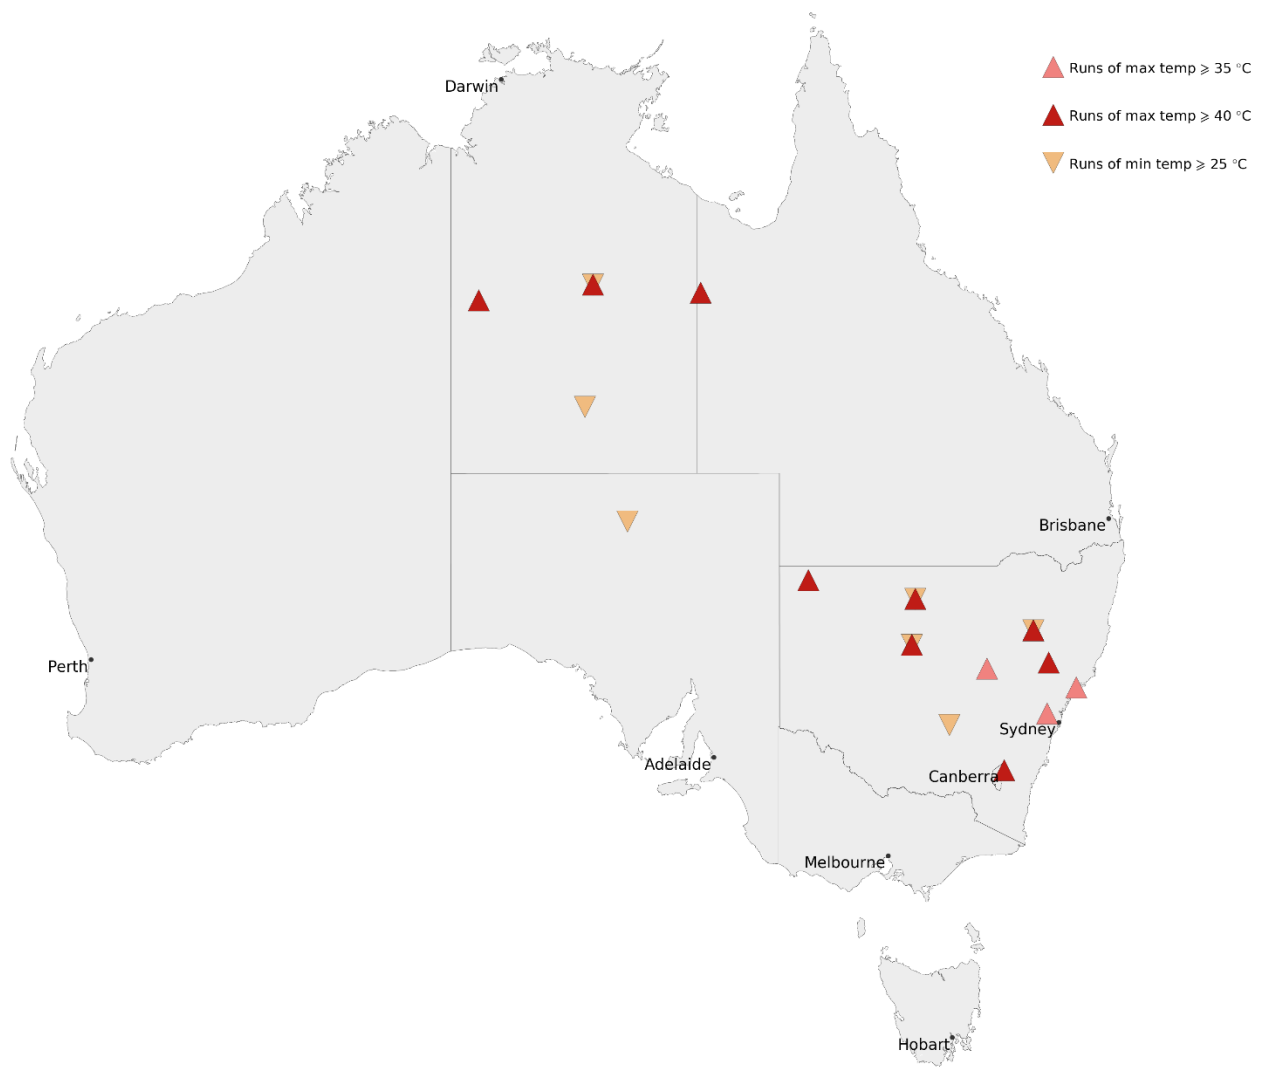 Darwin
Runs of max temp ⩾ 35 °C
Runs of max temp ⩾ 40 °C
Runs of min temp ⩾ 25 °C
Brisbane
Perth
Sydney
Adelaide
Canberra
Melbourne
Hobart